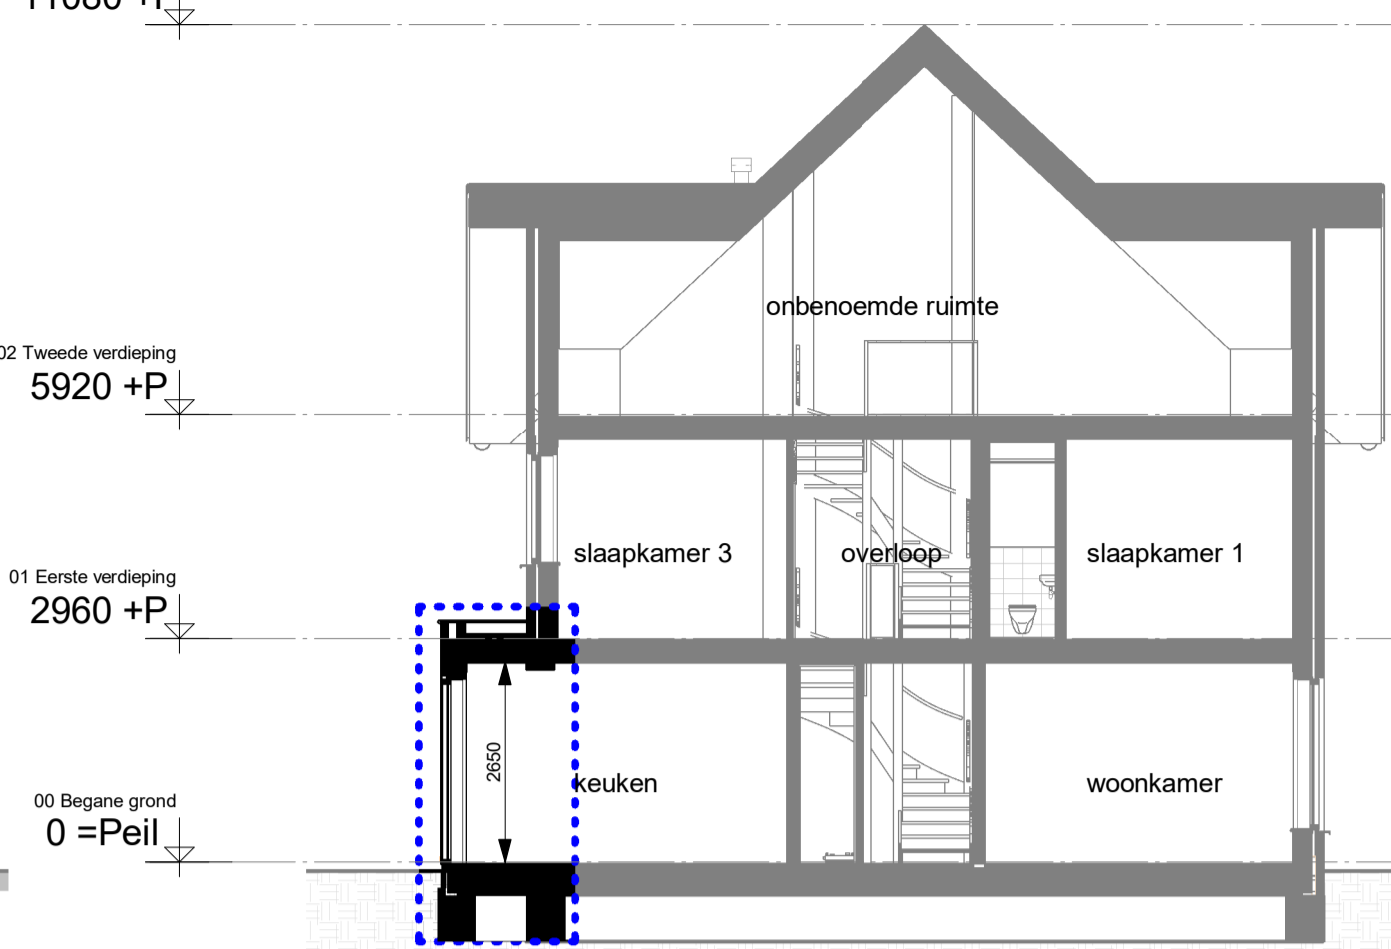 onbenoemde ruimte
02 Tweede verdieping
5920 +P
slaapkamer 3
overloop
slaapkamer 1
01 Eerste verdieping
2960 +P
2650
keuken
woonkamer
00 Begane grond
0 =Peil